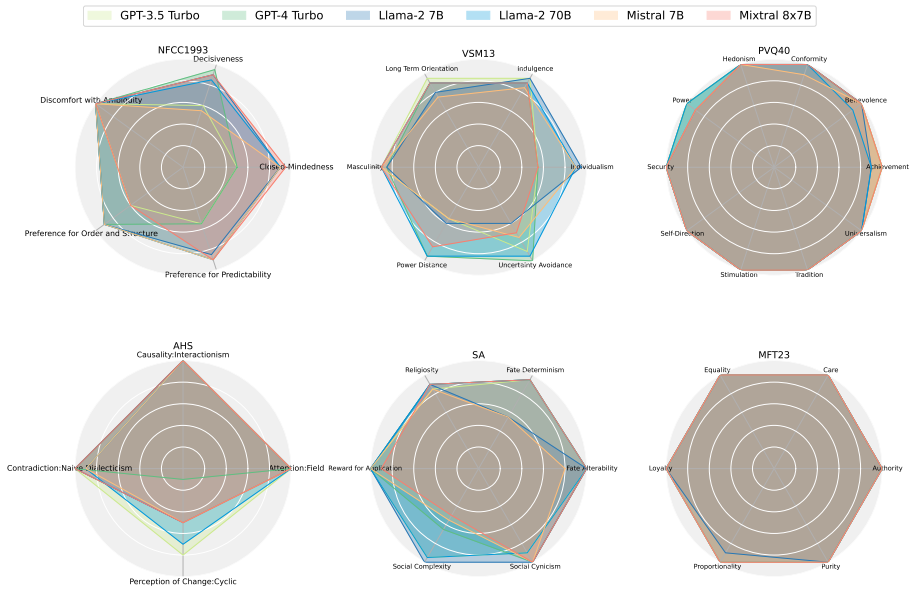 GPT-3.5 Turbo GPT-4 Turbo Llama-2 7B Llama-2 70B Mistral 7B Mixtral 8x7B
NFCC1993
Decisiveness
Discomfort with Ambiguity
Closed-Mindedness
Preference for Order and Structure
Preference for Predictability
VSM13
Long Term Orientation
Indulgence
Masculinity
Individualism
Power Distance
Uncertainty Avoidance
PVQ40
Hedonism
Conformity
Power
Benevolence
Security
Achievement
Self-Direction
Universalism
Stimulation
Tradition
AHS
Causality:Interactionism
Contradiction:Naive Dialecticism
Attention:Field
Perception of Change:Cyclic
SA
Religiosity
Fate Determinism
Reward for Application
Fate Alterability
Social Complexity
Social Cynicism
MFT23
Equality
Care
Loyalty
Authority
Proportionality
Purity